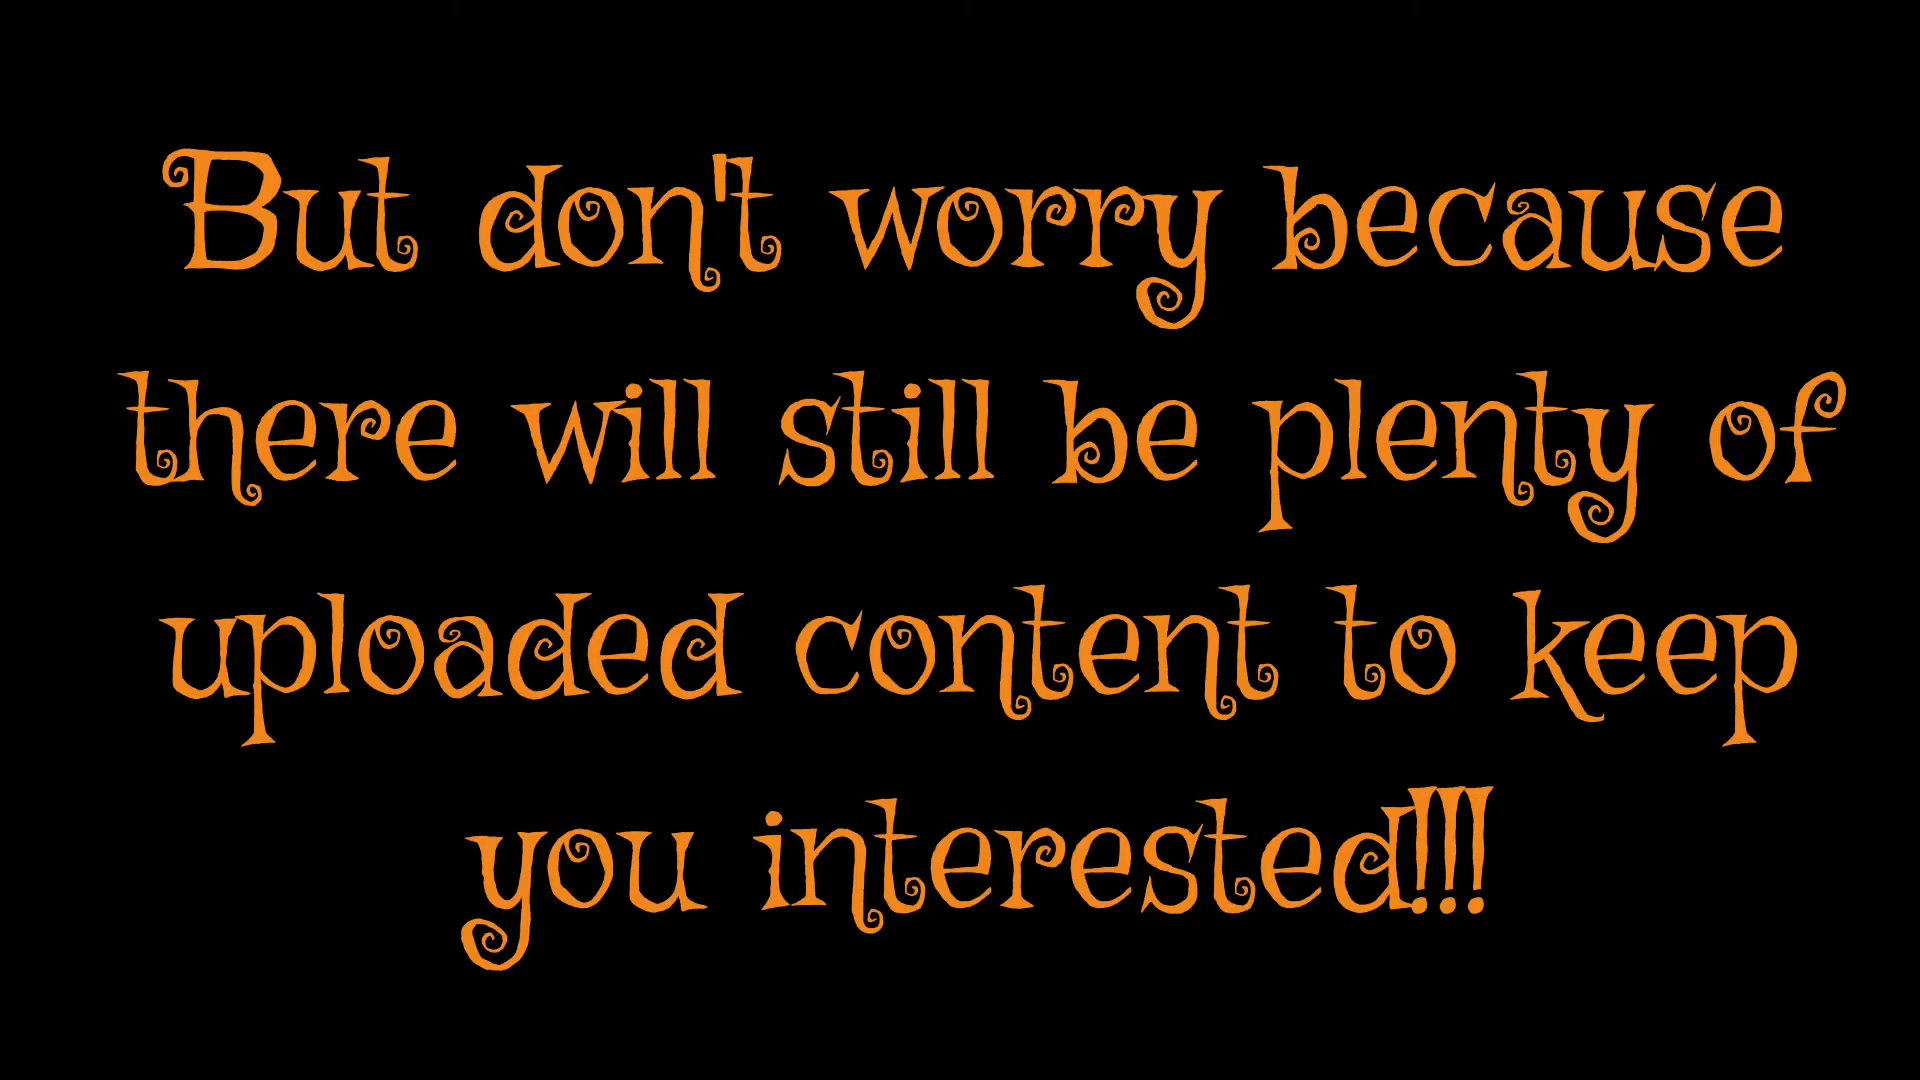 But don't worry because
there will still be plenty of
uploaded content to keep
you interested!!!